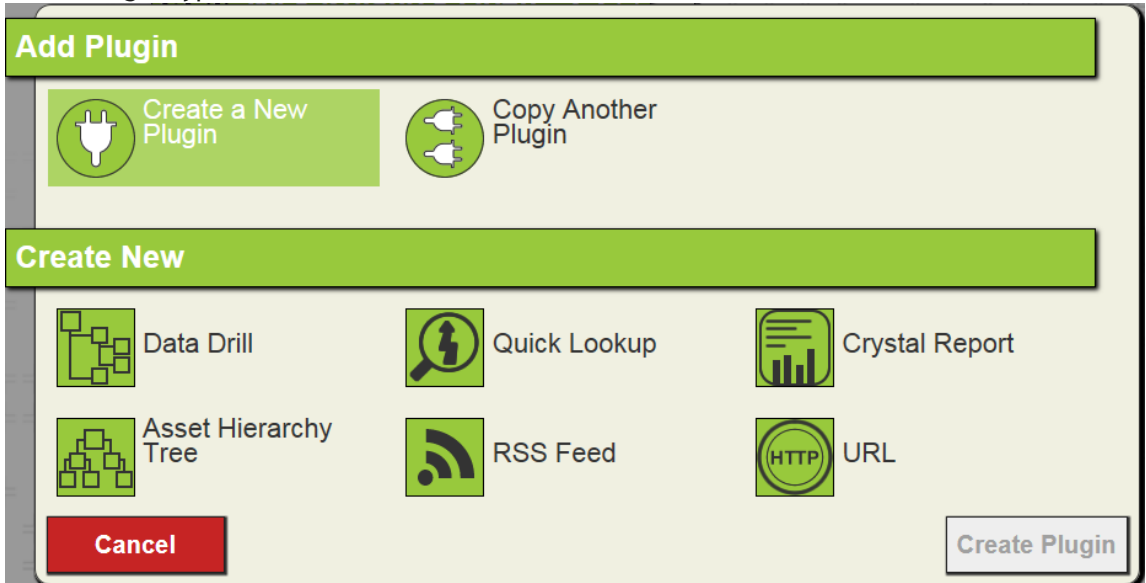 Add Plugin
Create a New
Plugin
Copy Another
Plugin
Create New
Data Drill
Quick Lookup
Crystal Report
Asset Hierarchy
Tree
RSS Feed
HTTP
URL
Cancel
Create Plugin